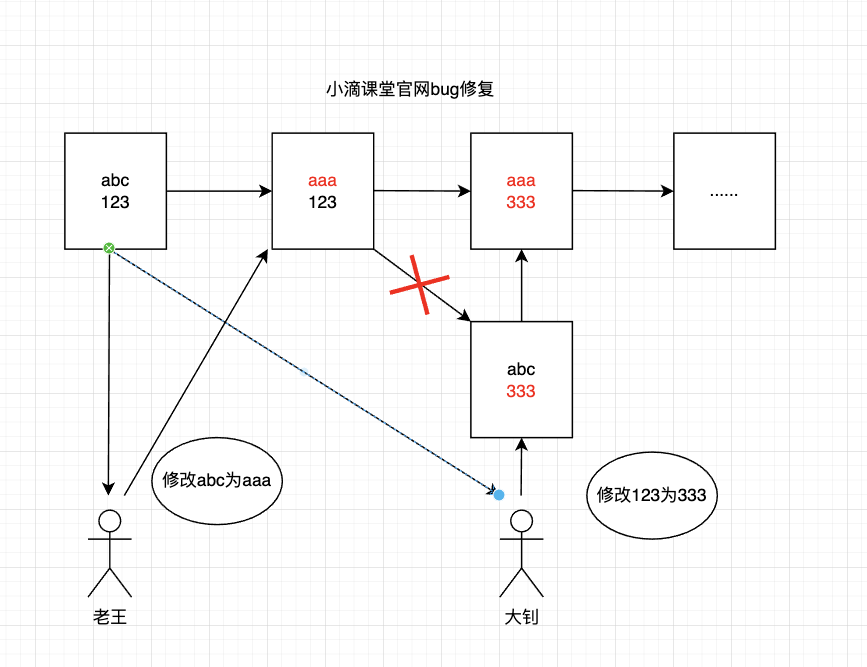 小滴课堂官网bug修复
abc
123
aaa
123
aaa
333
......
abc
333
修改abc为aaa
修改123为333
老王
大钊